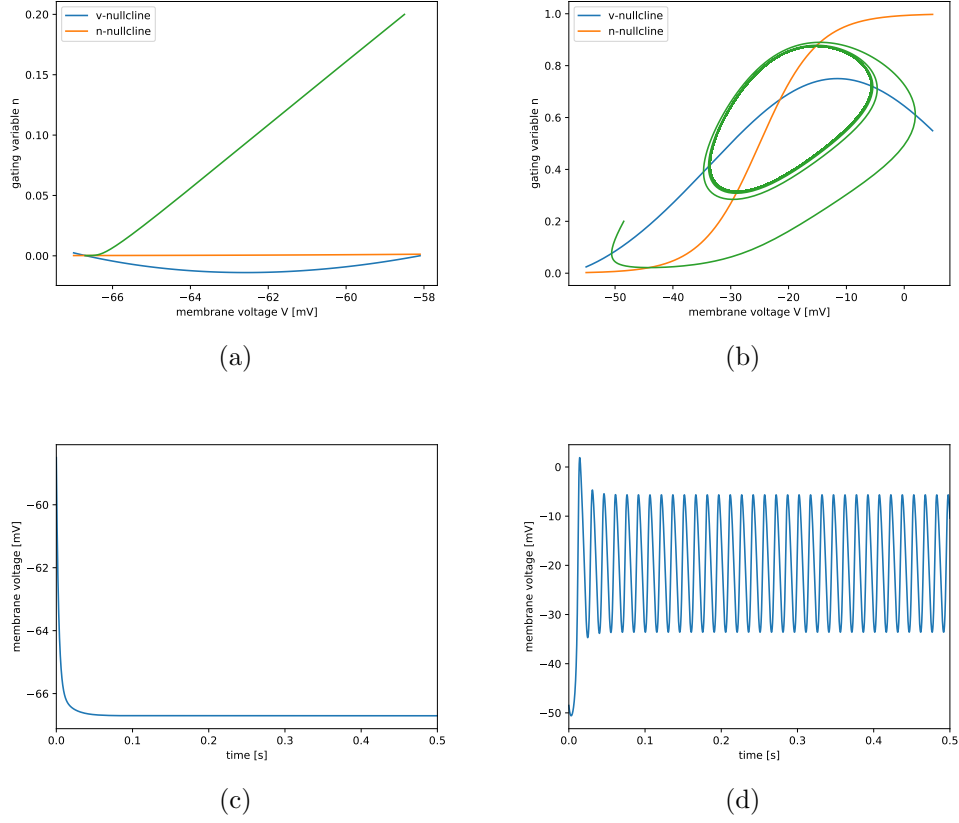 v-nullcline
n-nullcline
0.20
0.15
0.10
0.05
0.00
gating variable n
−66
−64
−62
−60
−58
membrane voltage V [mV]
(a)
v-nullcline
n-nullcline
1.0
0.8
0.6
0.4
0.2
0.0
gating variable n
−50
−40
−30
−20
−10
0
membrane voltage V [mV]
(b)
−60
−62
−64
−66
membrane voltage [mV]
0.0
0.1
0.2
0.3
0.4
0.5
time [s]
(c)
0
−10
−20
−30
−40
−50
membrane voltage [mV]
0.0
0.1
0.2
0.3
0.4
0.5
time [s]
(d)